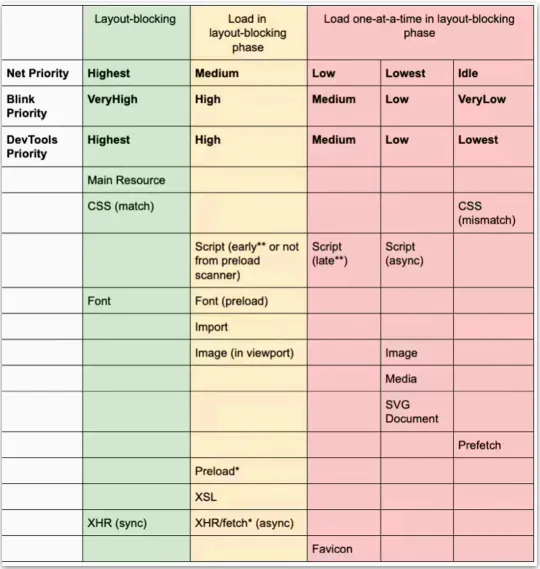 Layout-blocking Load in layout-blocking phase Load one-at-a-time in layout-blocking phase
Net Priority Highest Medium Low Lowest Idle
Blink Priority VeryHigh High Medium Low VeryLow
DevTools Priority Highest High Medium Low Lowest
Main Resource
CSS (match) CSS (mismatch)
Script (early** or not from preload scanner) Script (late**) Script (async)
Font Font (preload)
Import
Image (in viewport) Image
Media
SVG Document
Prefetch
Preload*
XSL
XHR (sync) XHR/fetch* (async)
Favicon